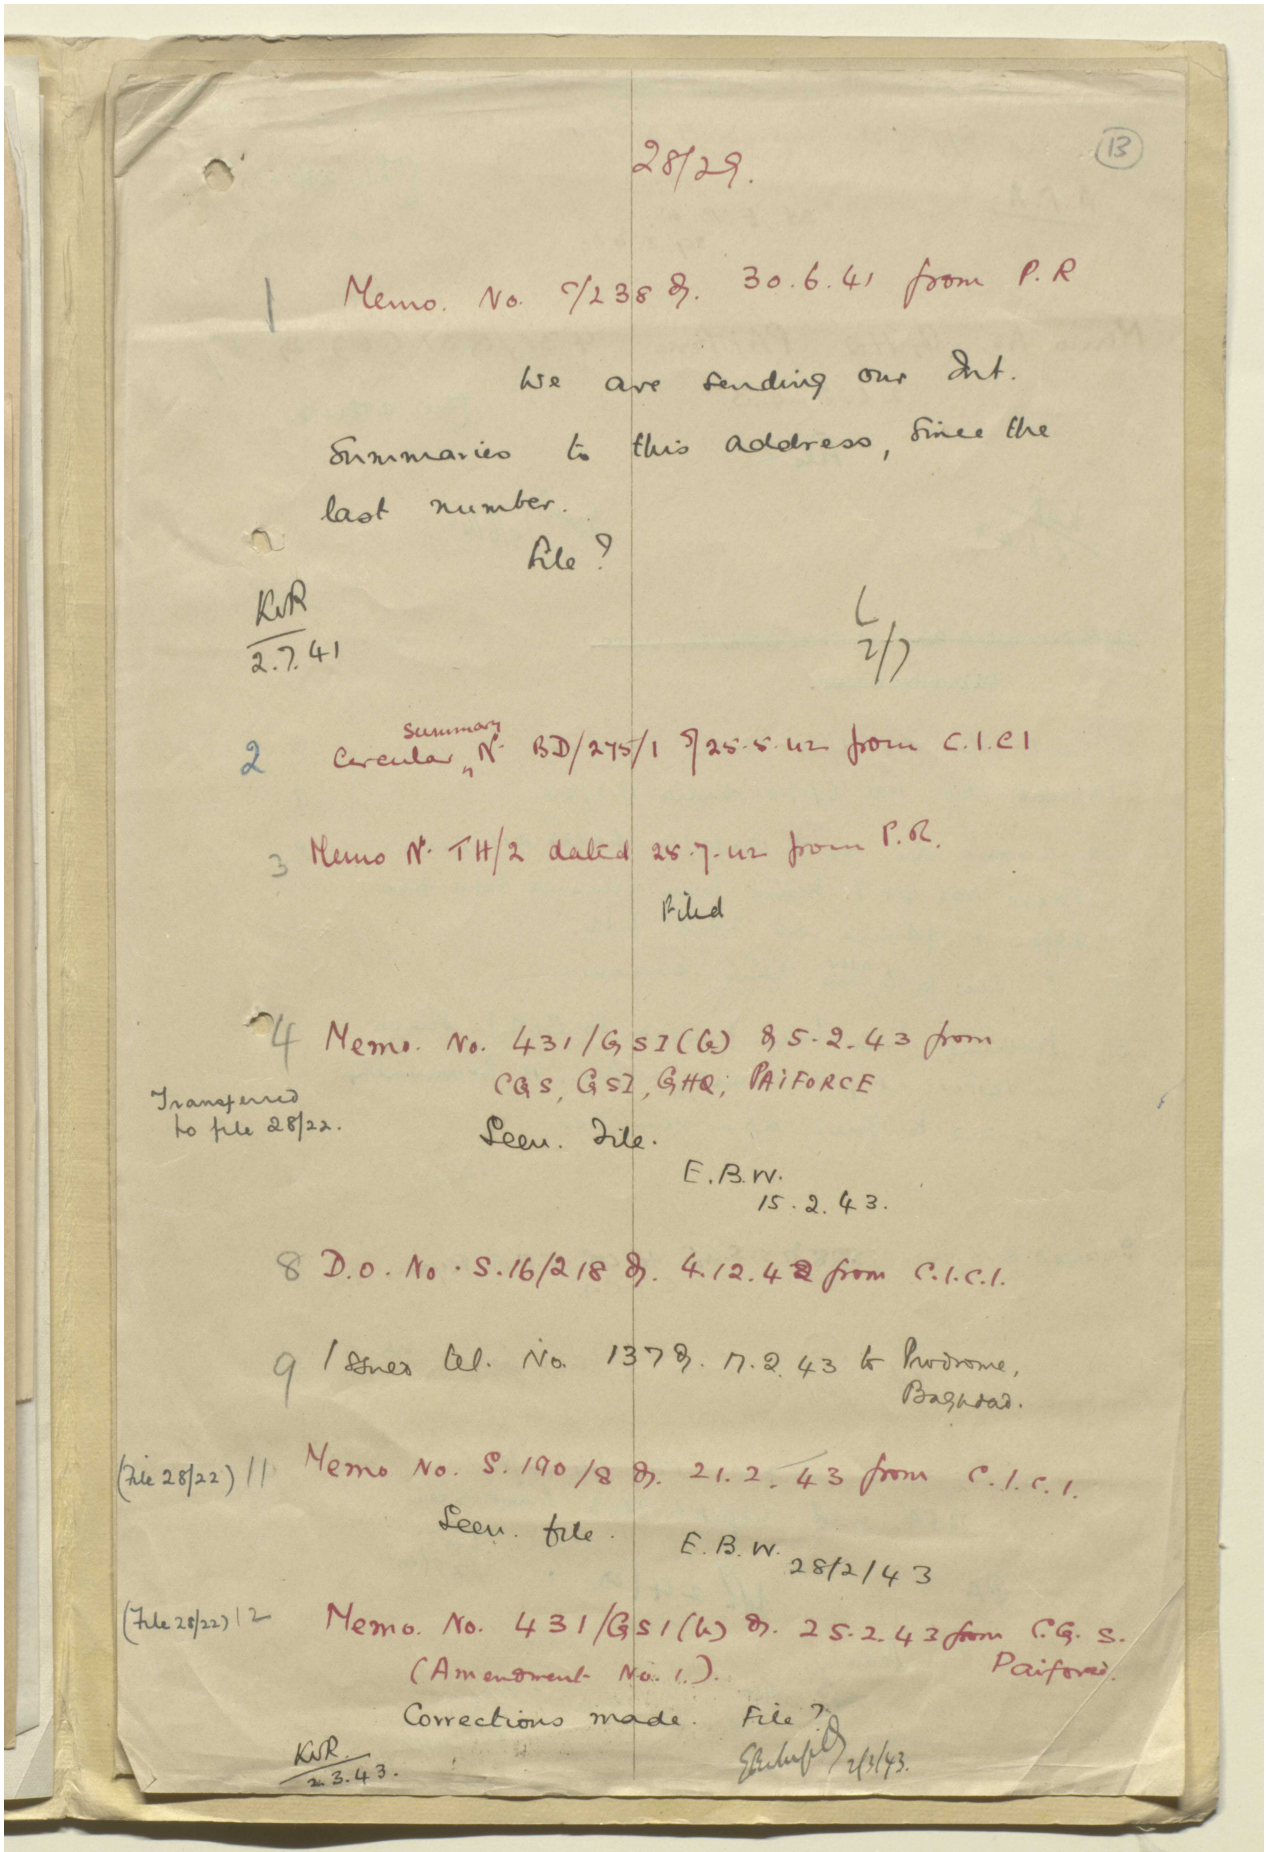 13
28/29.
1 Memo. No. C/238 d. 30.6.41 from P.R
We are sending our Int.
Summaries to this address, since the
last number.
File?
KVR
2.7.41
L
2/7
Summary
2 Circular, No. BD/275/1 d/25.5.42 from C.I.C.I
3 Memo No. TH/2 dated 25.7.42 from P.R.
Filed
4 Memo. No. 431/GSI(b) d 5.2.43 from
CGS, GSI, GHQ, PAIFORCE
Transferred
to file 28/22.
Seen. File.
E.B.W.
15.2.43.
8 D.O. No. S.16/218 d. 4.12.42 from C.I.C.I.
9 Issues tel. No. 137 d. 17.2.43 to Prodrome,
Baghdad.
(File 28/22) 11 Memo No. S.190/8 d. 21.2.43 from C.I.C.I.
Seen. file. E.B.W.
28/2/43
(File 28/22) 12 Memo. No. 431/GSI(b) d. 25.2.43 from C.G.S.
(Amendment No. 1.). Paiforce.
Corrections made. File?
KVR.
2.3.43.
2/3/43.